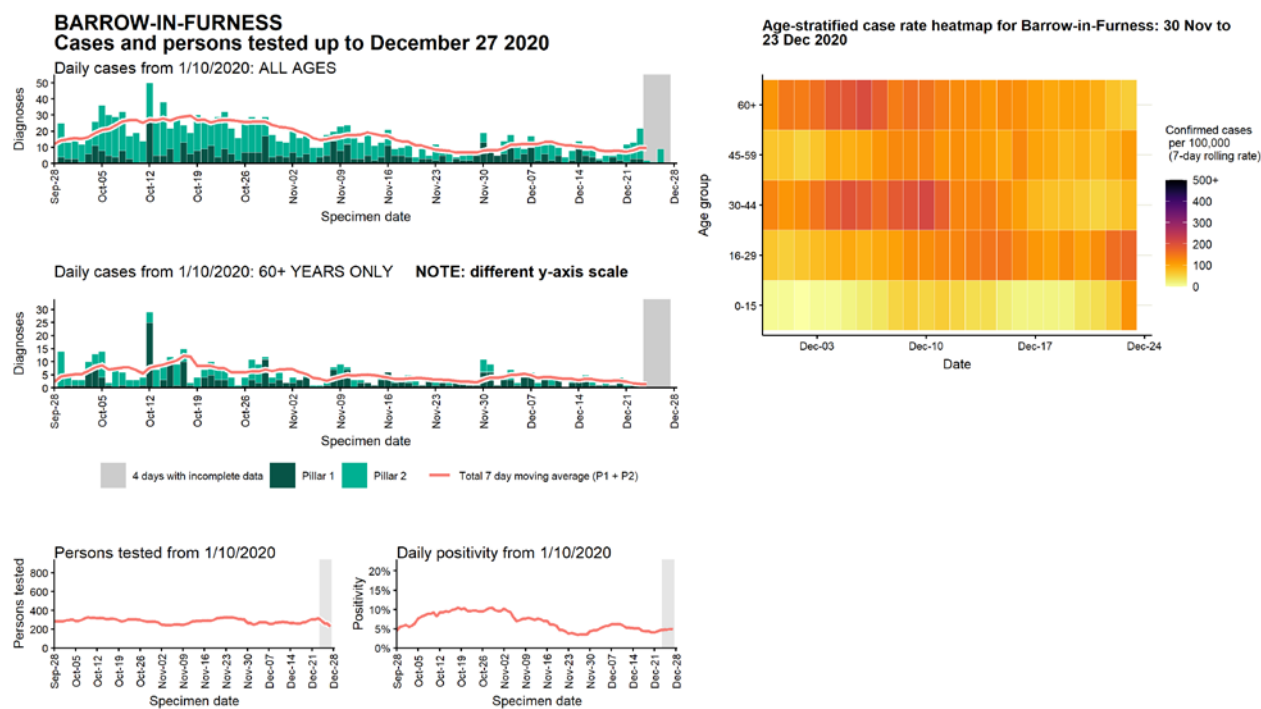 BARROW-IN-FURNESS
Cases and persons tested up to December 27 2020
Daily cases from 1/10/2020: ALL AGES
Diagnoses
50
40
30
20
10
0
Sep-28
Oct-05
Oct-12
Oct-19
Oct-26
Nov-02
Nov-09
Nov-16
Nov-23
Nov-30
Dec-07
Dec-14
Dec-21
Dec-28
Specimen date
Daily cases from 1/10/2020: 60+ YEARS ONLY NOTE: different y-axis scale
Diagnoses
30
25
20
15
10
5
0
Sep-28
Oct-05
Oct-12
Oct-19
Oct-26
Nov-02
Nov-09
Nov-16
Nov-23
Nov-30
Dec-07
Dec-14
Dec-21
Dec-28
Specimen date
4 days with incomplete data
Pillar 1
Pillar 2
Total 7 day moving average (P1 + P2)
Persons tested from 1/10/2020
Persons tested
800
600
400
200
0
Sep-28
Oct-05
Oct-12
Oct-19
Oct-26
Nov-02
Nov-09
Nov-16
Nov-23
Nov-30
Dec-07
Dec-14
Dec-21
Dec-28
Specimen date
Daily positivity from 1/10/2020
Positivity
20%
15%
10%
5%
0%
Sep-28
Oct-05
Oct-12
Oct-19
Oct-26
Nov-02
Nov-09
Nov-16
Nov-23
Nov-30
Dec-07
Dec-14
Dec-21
Dec-28
Specimen date
Age-stratified case rate heatmap for Barrow-in-Furness: 30 Nov to
23 Dec 2020
Age group
60+
45-59
30-44
16-29
0-15
Dec-03
Dec-10
Dec-17
Dec-24
Date
Confirmed cases
per 100,000
(7-day rolling rate)
500+
400
300
200
100
0